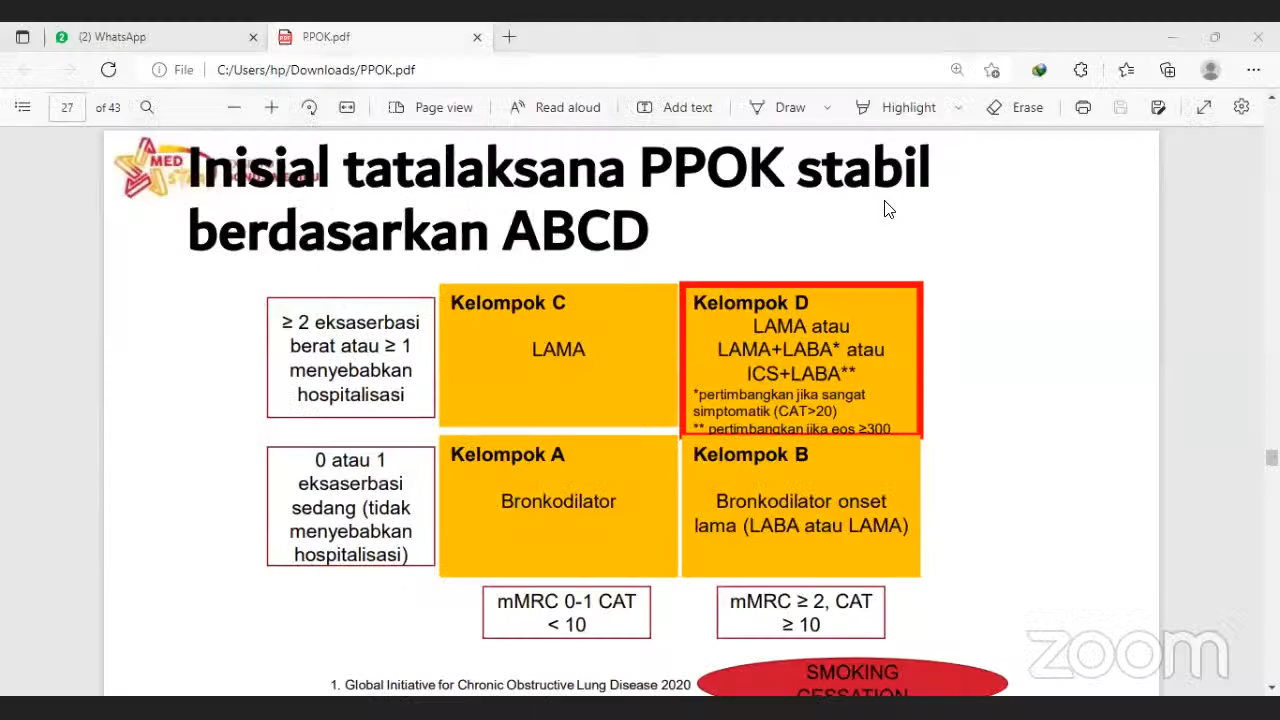 (2) WhatsApp
PPOK.pdf
File
C:/Users/hp/Downloads/PPOK.pdf
27
of 43
Page view
Read aloud
Add text
Draw
Highlight
Erase
MED
Inisial tatalaksana PPOK stabil
berdasarkan ABCD
≥ 2 eksaserbasi
berat atau ≥ 1
menyebabkan
hospitalisasi
Kelompok C
LAMA
Kelompok D
LAMA atau
LAMA+LABA* atau
ICS+LABA**
*pertimbangkan jika sangat
simptomatik (CAT>20)
** pertimbangkan jika eos ≥300
0 atau 1
eksaserbasi
sedang (tidak
menyebabkan
hospitalisasi)
Kelompok A
Bronkodilator
Kelompok B
Bronkodilator onset
lama (LABA atau LAMA)
mMRC 0-1 CAT
< 10
mMRC ≥ 2, CAT
≥ 10
zoom
1. Global Initiative for Chronic Obstructive Lung Disease 2020
SMOKING
CESSATION